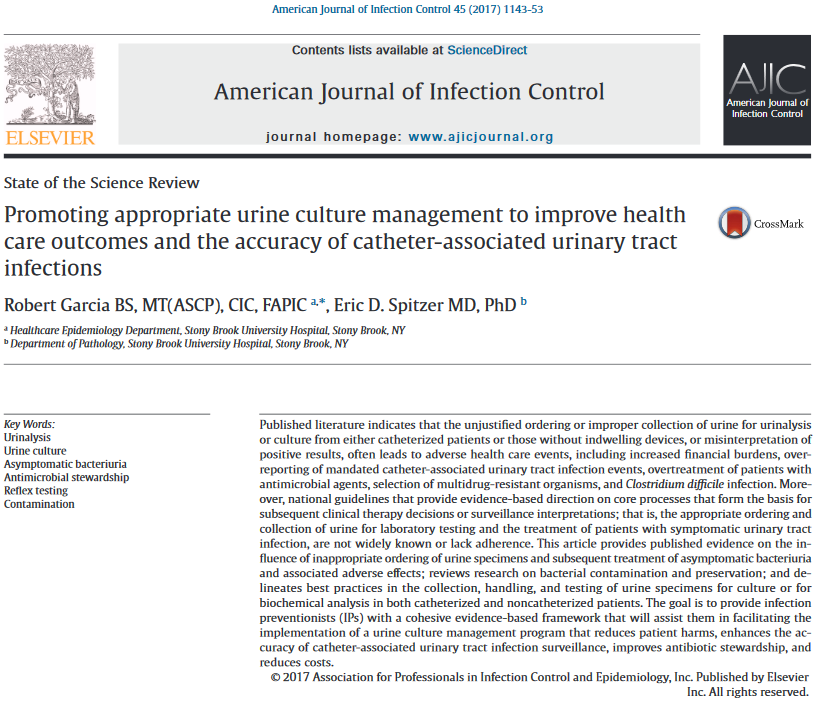 American Journal of Infection Control 45 (2017) 1143-53
Contents lists available at ScienceDirect
American Journal of Infection Control
journal homepage: www.ajicjournal.org
ELSEVIER
AJIC
American Journal of
Infection Control
State of the Science Review
Promoting appropriate urine culture management to improve health
care outcomes and the accuracy of catheter-associated urinary tract
infections
CrossMark
Robert Garcia BS, MT(ASCP), CIC, FAPIC a,*, Eric D. Spitzer MD, PhD b
a Healthcare Epidemiology Department, Stony Brook University Hospital, Stony Brook, NY
b Department of Pathology, Stony Brook University Hospital, Stony Brook, NY
Key Words:
Urinalysis
Urine culture
Asymptomatic bacteriuria
Antimicrobial stewardship
Reflex testing
Contamination
Published literature indicates that the unjustified ordering or improper collection of urine for urinalysis
or culture from either catheterized patients or those without indwelling devices, or misinterpretation of
positive results, often leads to adverse health care events, including increased financial burdens, over-
reporting of mandated catheter-associated urinary tract infection events, overtreatment of patients with
antimicrobial agents, selection of multidrug-resistant organisms, and Clostridium difficile infection. More-
over, national guidelines that provide evidence-based direction on core processes that form the basis for
subsequent clinical therapy decisions or surveillance interpretations; that is, the appropriate ordering and
collection of urine for laboratory testing and the treatment of patients with symptomatic urinary tract
infection, are not widely known or lack adherence. This article provides published evidence on the in-
fluence of inappropriate ordering of urine specimens and subsequent treatment of asymptomatic bacteriuria
and associated adverse effects; reviews research on bacterial contamination and preservation; and de-
lineates best practices in the collection, handling, and testing of urine specimens for culture or for
biochemical analysis in both catheterized and noncatheterized patients. The goal is to provide infection
preventionists (IPs) with a cohesive evidence-based framework that will assist them in facilitating the
implementation of a urine culture management program that reduces patient harms, enhances the ac-
curacy of catheter-associated urinary tract infection surveillance, improves antibiotic stewardship, and
reduces costs.
© 2017 Association for Professionals in Infection Control and Epidemiology, Inc. Published by Elsevier
Inc. All rights reserved.